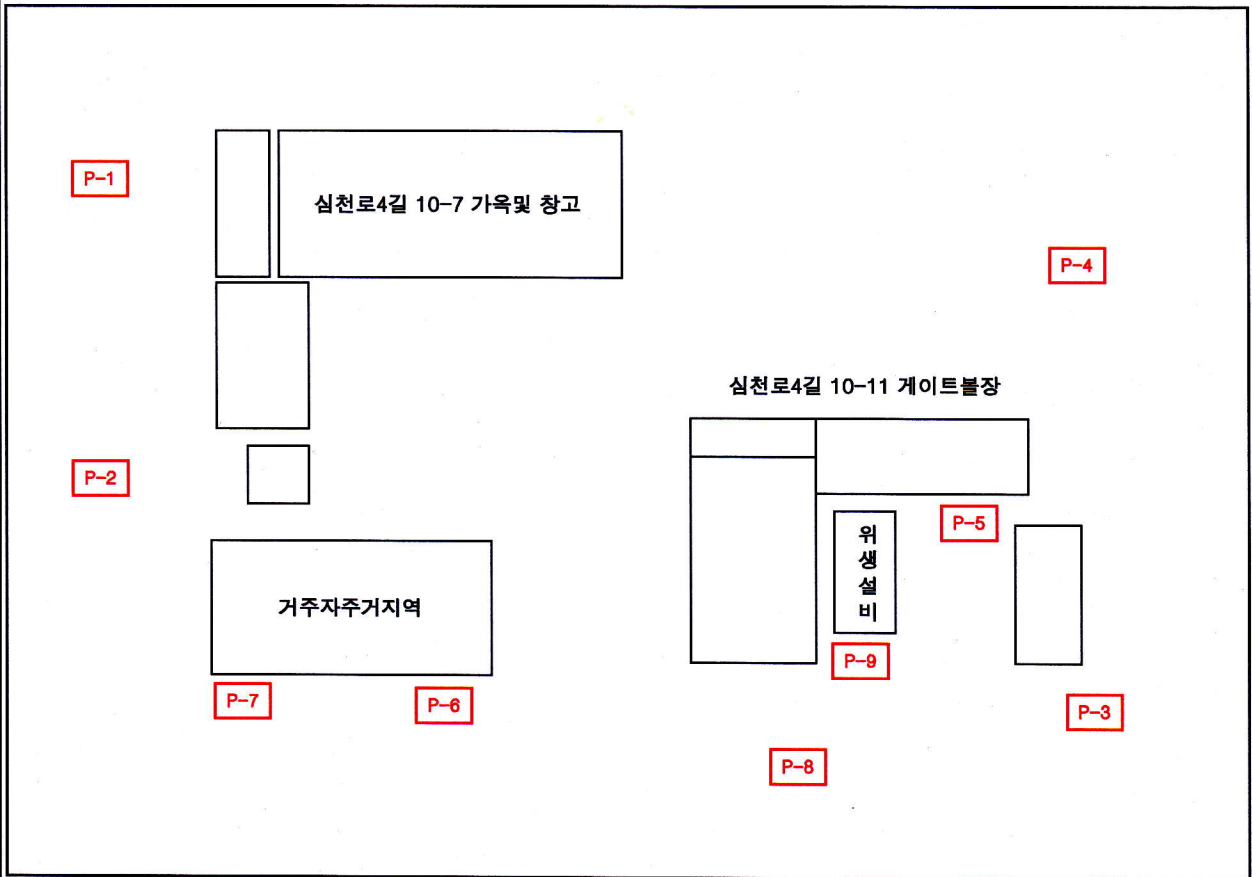 P-1
심천로4길 10-7 가옥및 창고
P-4
심천로4길 10-11 게이트볼장
P-2
P-5
위
생
설
비
거주자주거지역
P-9
P-7
P-6
P-3
P-8